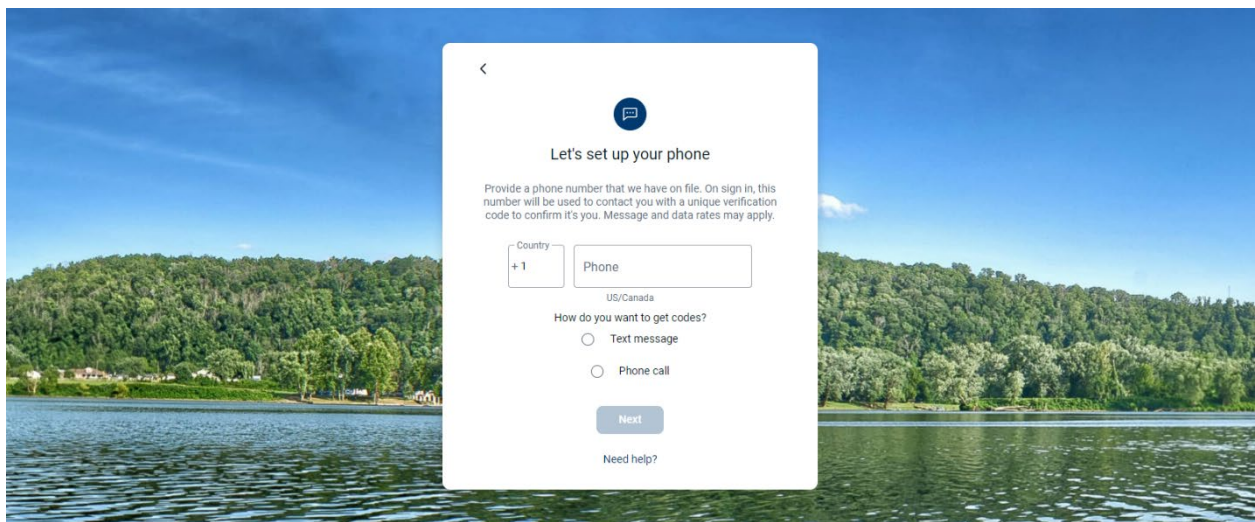 Let's set up your phone
Provide a phone number that we have on file. On sign in, this
number will be used to contact you with a unique verification
code to confirm it's you. Message and data rates may apply.
Country
+ 1
Phone
US/Canada
How do you want to get codes?
Text message
Phone call
Next
Need help?